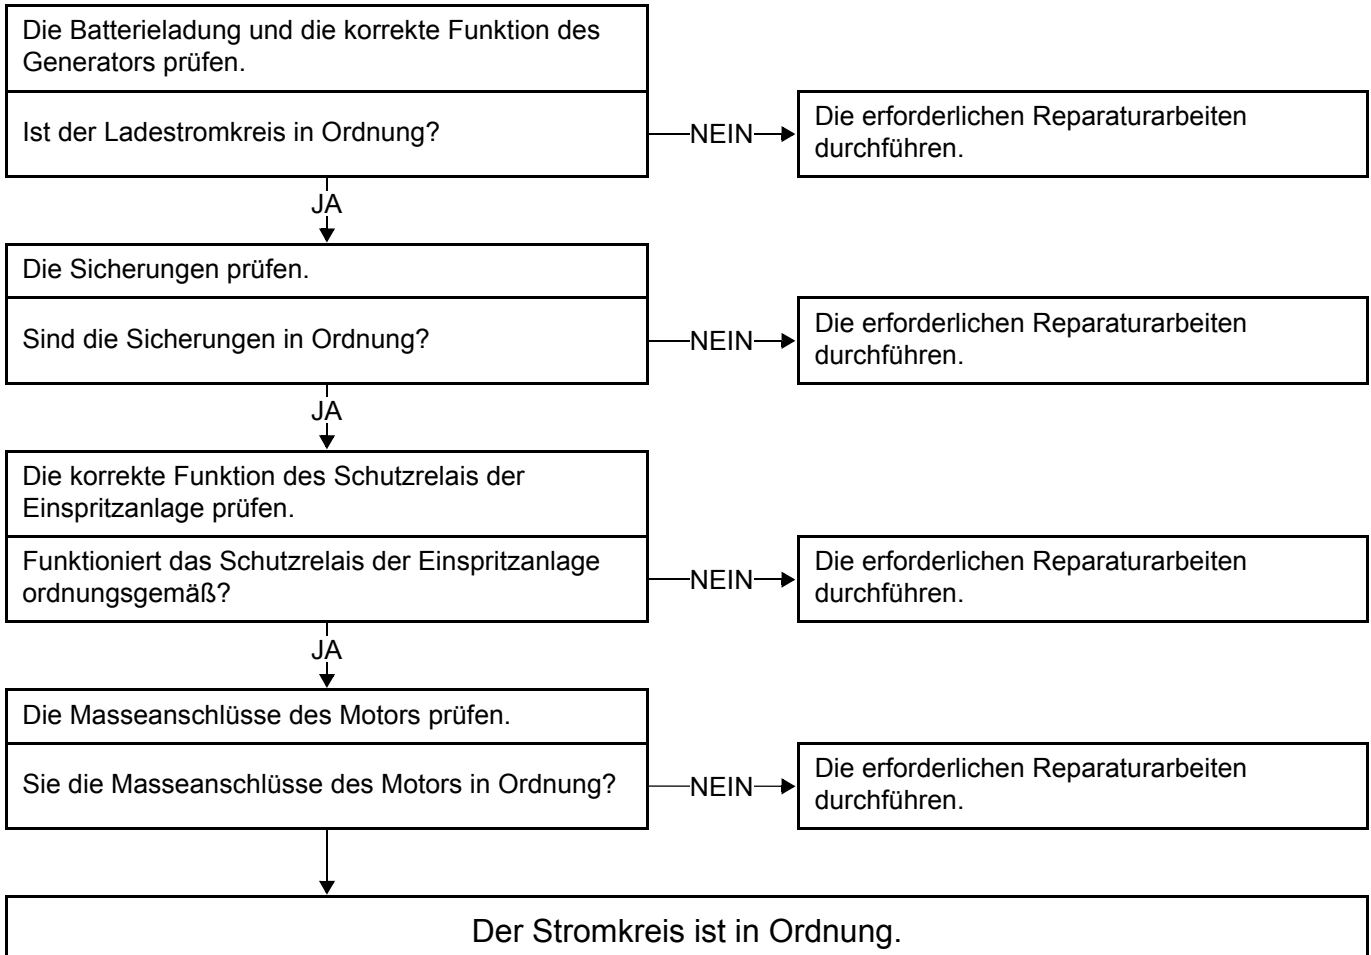 Die Batterieladung und die korrekte Funktion des
Generators prüfen.
Ist der Ladestromkreis in Ordnung?
NEIN
Die erforderlichen Reparaturarbeiten
durchführen.
JA
Die Sicherungen prüfen.
Sind die Sicherungen in Ordnung?
NEIN
Die erforderlichen Reparaturarbeiten
durchführen.
JA
Die korrekte Funktion des Schutzrelais der
Einspritzanlage prüfen.
Funktioniert das Schutzrelais der Einspritzanlage
ordnungsgemäß?
NEIN
Die erforderlichen Reparaturarbeiten
durchführen.
JA
Die Masseanschlüsse des Motors prüfen.
Sie die Masseanschlüsse des Motors in Ordnung?
NEIN
Die erforderlichen Reparaturarbeiten
durchführen.
Der Stromkreis ist in Ordnung.